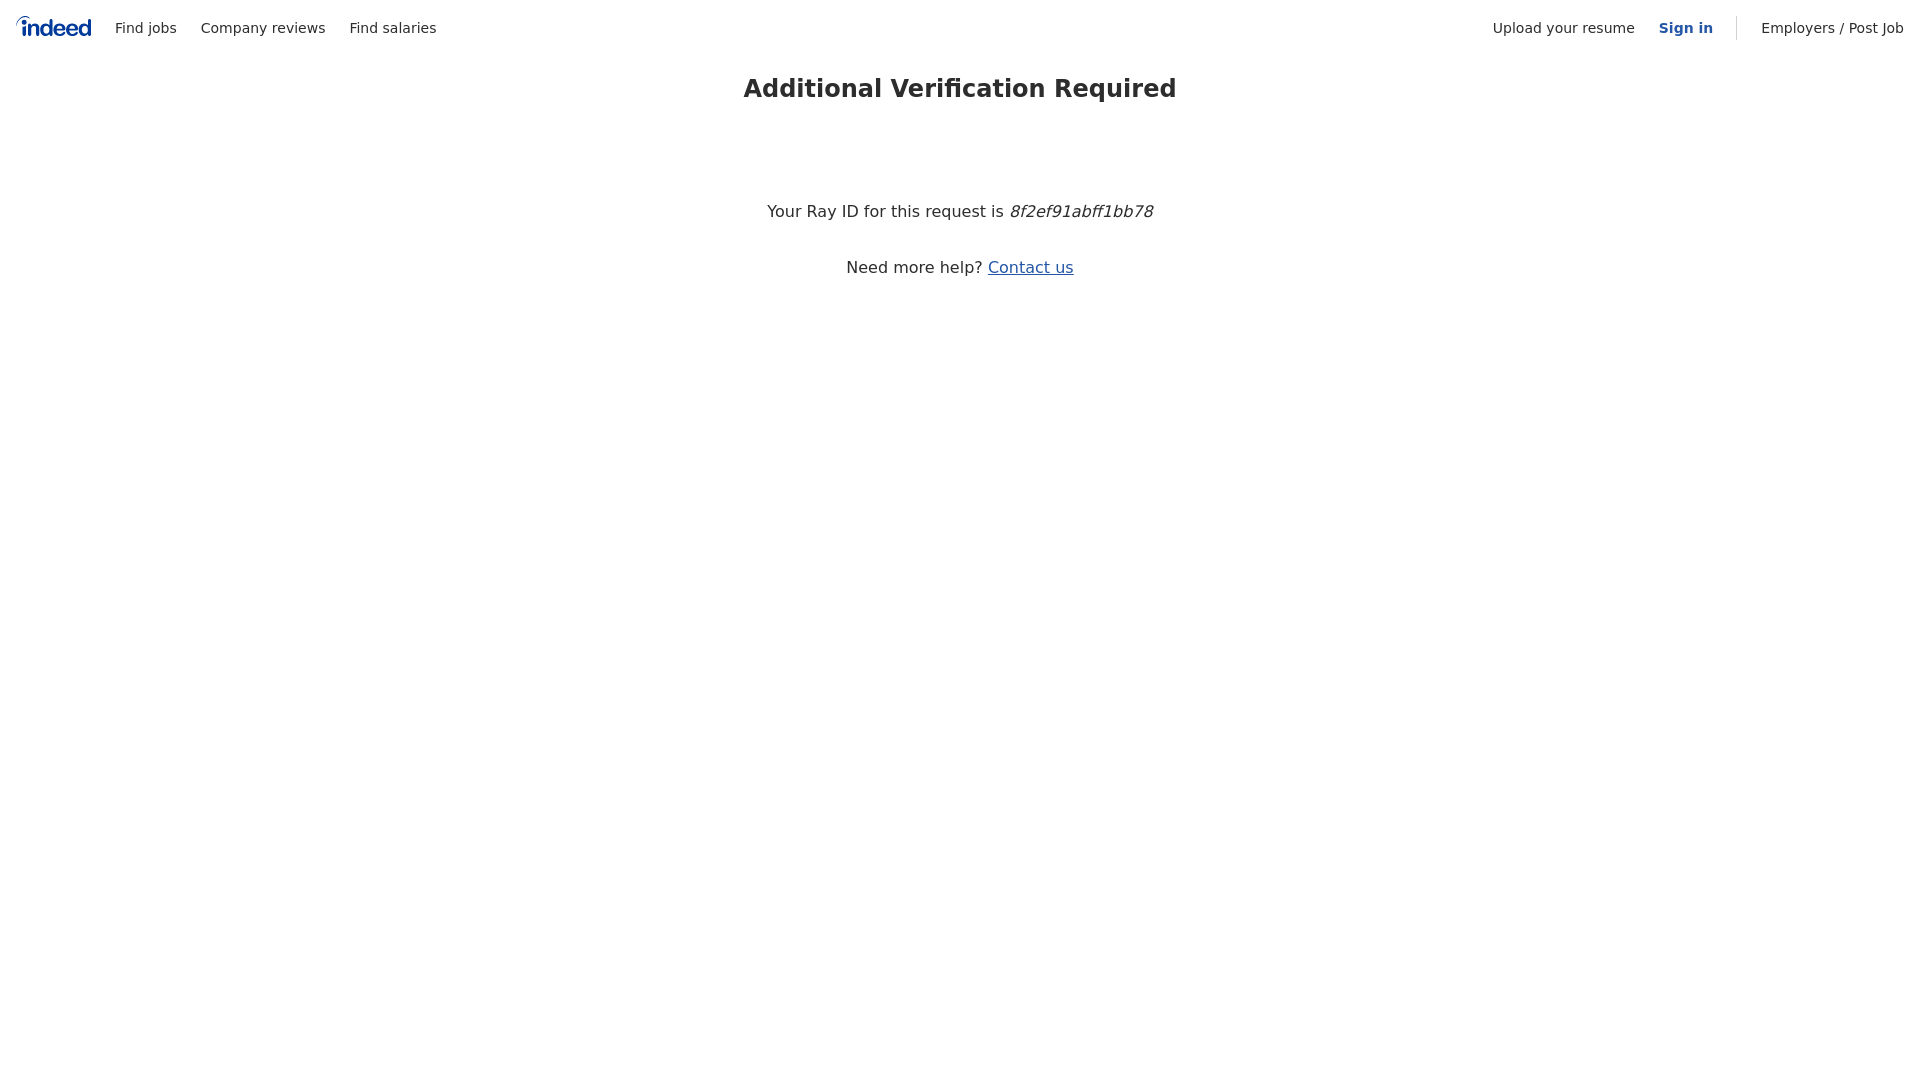 indeed Find jobs Company reviews Find salaries Upload your resume Sign in Employers / Post Job
Additional Verification Required
Your Ray ID for this request is 8f2ef91abff1bb78
Need more help? Contact us